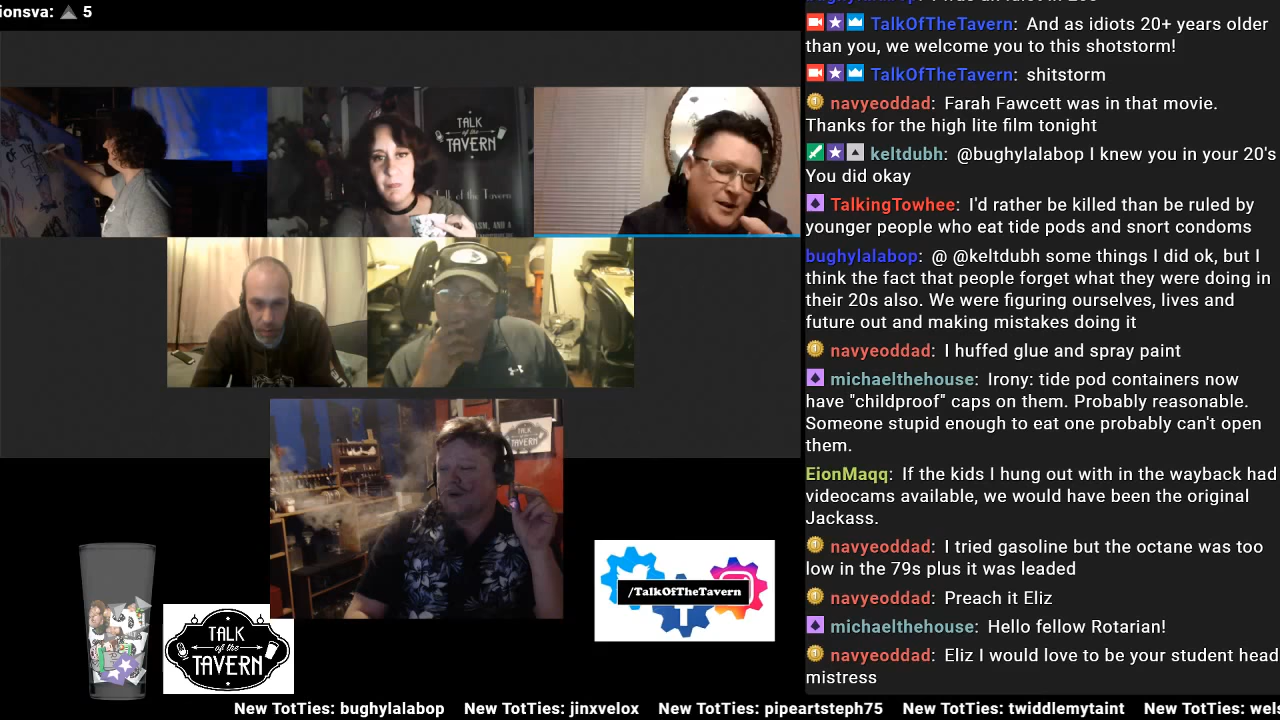 ionsva: 5
TALK
of the
TAVERN
TALK
TAVERN
/TalkOfTheTavern
TALK
of the
TAVERN
TalkOfTheTavern: And as idiots 20+ years older
than you, we welcome you to this shotstorm!
TalkOfTheTavern: shitstorm
navyeoddad: Farah Fawcett was in that movie.
Thanks for the high lite film tonight
keltdubh: @bughylalabop I knew you in your 20's
You did okay
TalkingTowhee: I'd rather be killed than be ruled by
younger people who eat tide pods and snort condoms
bughylalabop: @ @keltdubh some things I did ok, but I
think the fact that people forget what they were doing in
their 20s also. We were figuring ourselves, lives and
future out and making mistakes doing it
navyeoddad: I huffed glue and spray paint
michaelthehouse: Irony: tide pod containers now
have "childproof" caps on them. Probably reasonable.
Someone stupid enough to eat one probably can't open
them.
EionMaqq: If the kids I hung out with in the wayback had
videocams available, we would have been the original
Jackass.
navyeoddad: I tried gasoline but the octane was too
low in the 79s plus it was leaded
navyeoddad: Preach it Eliz
michaelthehouse: Hello fellow Rotarian!
navyeoddad: Eliz I would love to be your student head
mistress
New TotTies: bughylalabop New TotTies: jinxvelox New TotTies: pipeartsteph75 New TotTies: twiddlemytaint New TotTies: wels